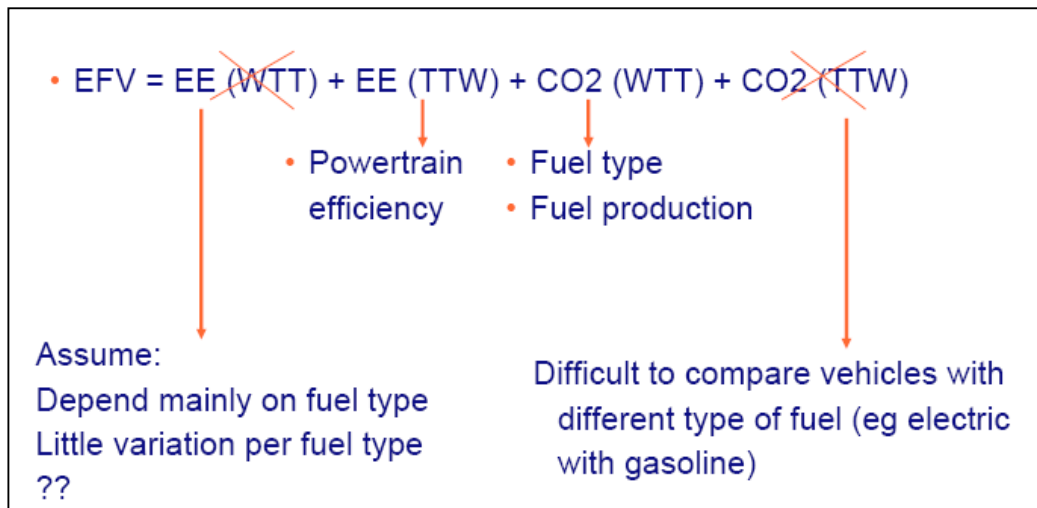 • EFV = EE (WTT) + EE (TTW) + CO2 (WTT) + CO2 (TTW)
• Powertrain
efficiency
• Fuel type
• Fuel production
Assume:
Depend mainly on fuel type
Little variation per fuel type
??
Difficult to compare vehicles with
different type of fuel (eg electric
with gasoline)